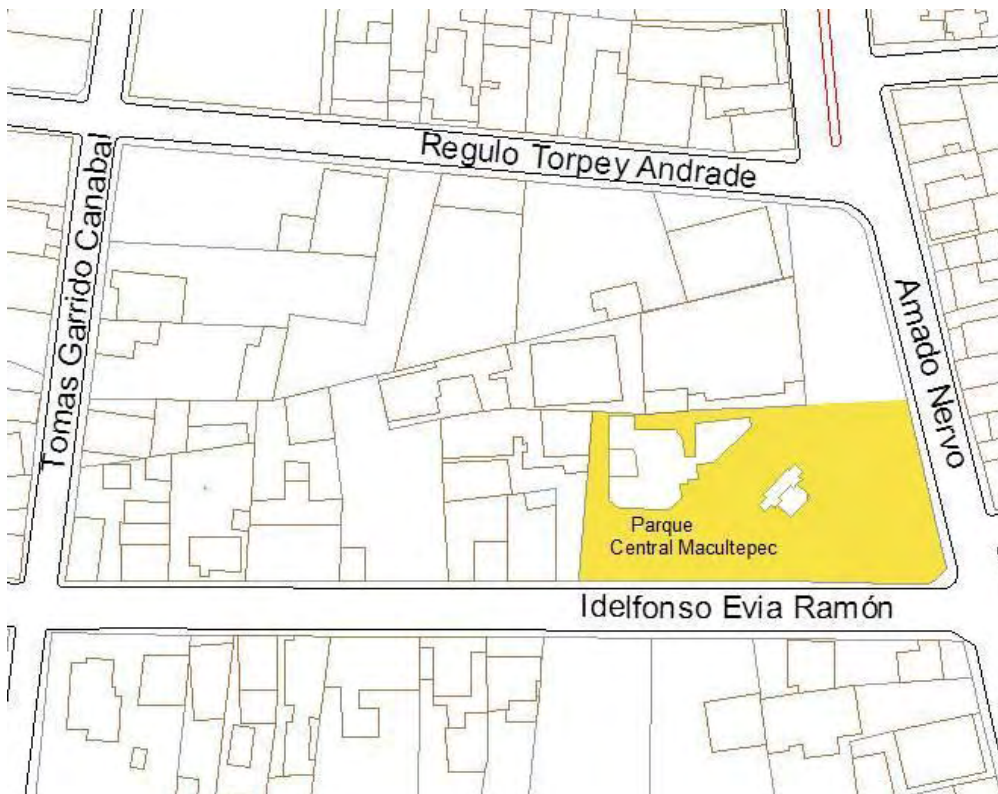 Regulo Torpey Andrade
Tomas Garrido Canabal
Amado Nervo
Parque
Central Macultepec
Idelfonso Evia Ramón